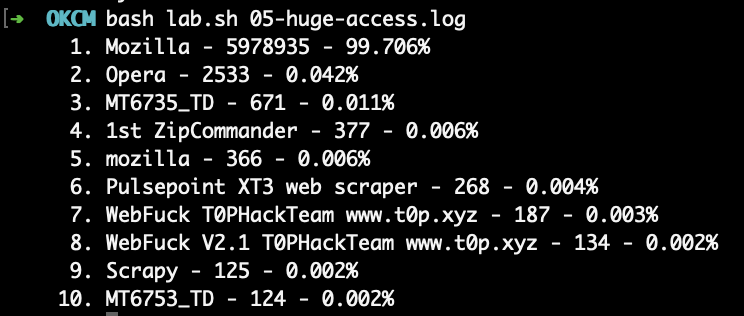 [➜ OKCM bash lab.sh 05-huge-access.log
1. Mozilla - 5978935 - 99.706%
2. Opera - 2533 - 0.042%
3. MT6735_TD - 671 - 0.011%
4. 1st ZipCommander - 377 - 0.006%
5. mozilla - 366 - 0.006%
6. Pulsepoint XT3 web scraper - 268 - 0.004%
7. WebFuck T0PHackTeam www.t0p.xyz - 187 - 0.003%
8. WebFuck V2.1 T0PHackTeam www.t0p.xyz - 134 - 0.002%
9. Scrapy - 125 - 0.002%
10. MT6753_TD - 124 - 0.002%